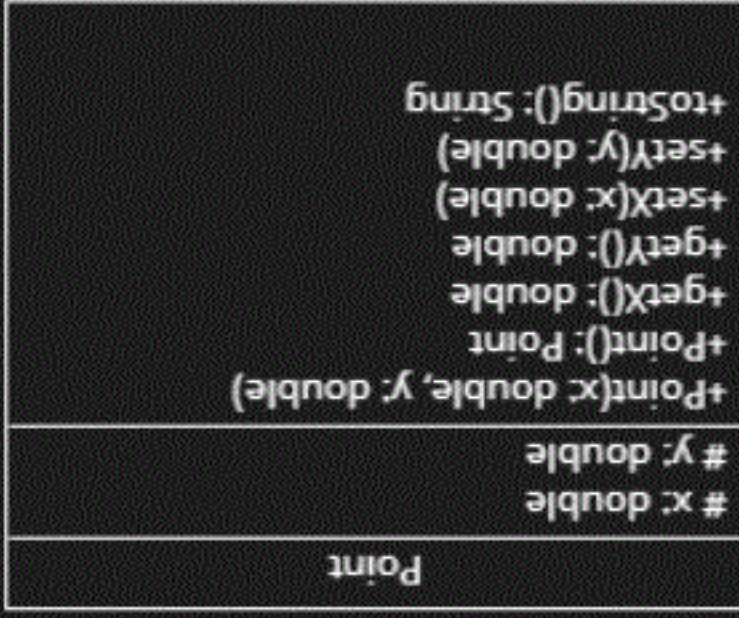 Point
# x: double
# y: double
+Point(x: double, y: double)
+Point(): Point
+getX(): double
+getY(): double
+setX(x: double)
+setY(y: double)
+toString(): String